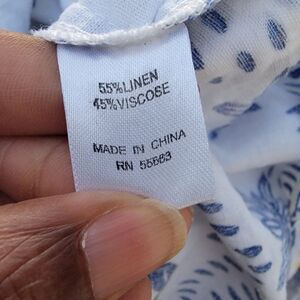 55%LINEN
45%VISCOSE
MADE IN CHINA
RN 55663